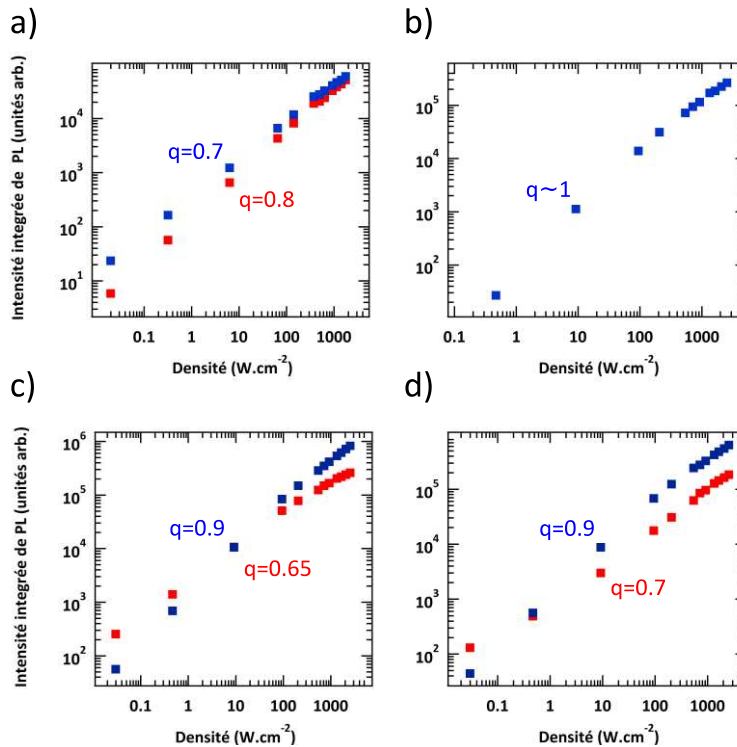 a)
b)
Intensité integrée de PL (unités arb.)
10⁴
10³
10²
10¹
q=0.7
q=0.8
0.1 1 10 100 1000
Densité (W.cm⁻²)
10⁵
10⁴
10³
10²
q~1
0.1 1 10 100 1000
Densité (W.cm⁻²)
c)
d)
Intensité integrée de PL (unités arb.)
10⁶
10⁵
10⁴
10³
10²
q=0.9
q=0.65
0.1 1 10 100 1000
Densité (W.cm⁻²)
10⁵
10⁴
10³
10²
q=0.9
q=0.7
0.1 1 10 100 1000
Densité (W.cm⁻²)